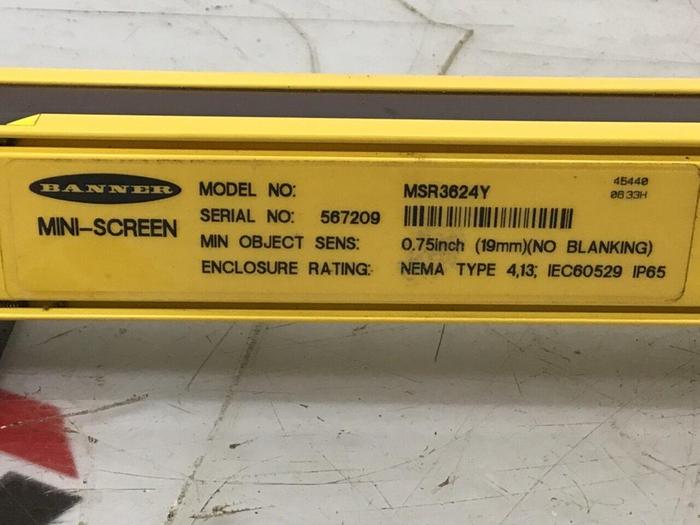 BANNER
MINI-SCREEN
MODEL NO: MSR3624Y
SERIAL NO: 567209
MIN OBJECT SENS: 0.75inch (19mm)(NO BLANKING)
ENCLOSURE RATING: NEMA TYPE 4,13; IEC60529 IP65
45440
0833H